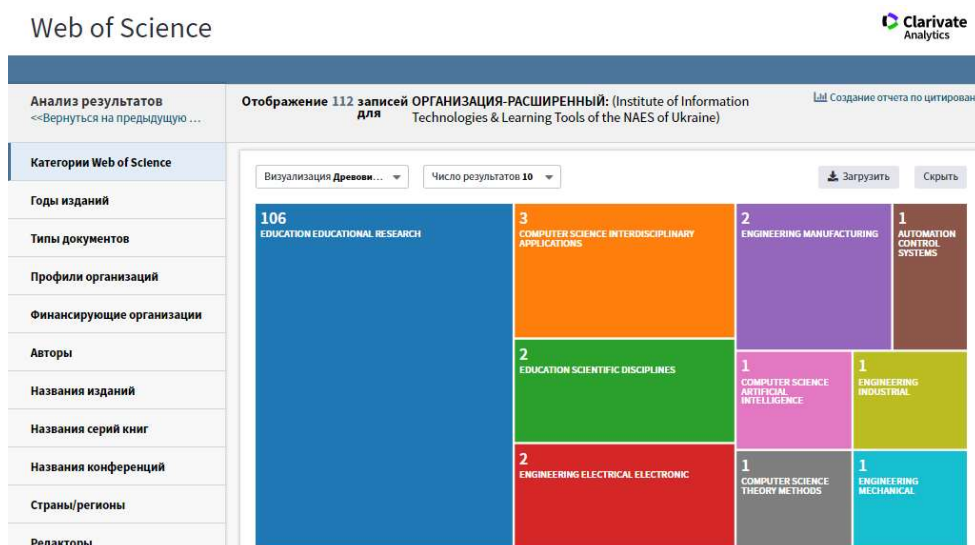 Web of Science
Clarivate
Analytics
Анализ результатов
<<Вернуться на предыдущую ...
Отображение 112 записей для ОРГАНИЗАЦИЯ-РАСШИРЕННЫЙ: (Institute of Information
Technologies & Learning Tools of the NAES of Ukraine)
Создание отчета по цитирован
Категории Web of Science
Годы изданий
Типы документов
Профили организаций
Финансирующие организации
Авторы
Названия изданий
Названия серий книг
Названия конференций
Страны/регионы
Редакторы
Визуализация Древови...
Число результатов 10
Загрузить
Скрыть
106
EDUCATION EDUCATIONAL RESEARCH
3
COMPUTER SCIENCE INTERDISCIPLINARY
APPLICATIONS
2
EDUCATION SCIENTIFIC DISCIPLINES
2
ENGINEERING ELECTRICAL ELECTRONIC
2
ENGINEERING MANUFACTURING
1
AUTOMATION
CONTROL
SYSTEMS
1
COMPUTER SCIENCE
ARTIFICIAL
INTELLIGENCE
1
ENGINEERING
INDUSTRIAL
1
COMPUTER SCIENCE
THEORY METHODS
1
ENGINEERING
MECHANICAL